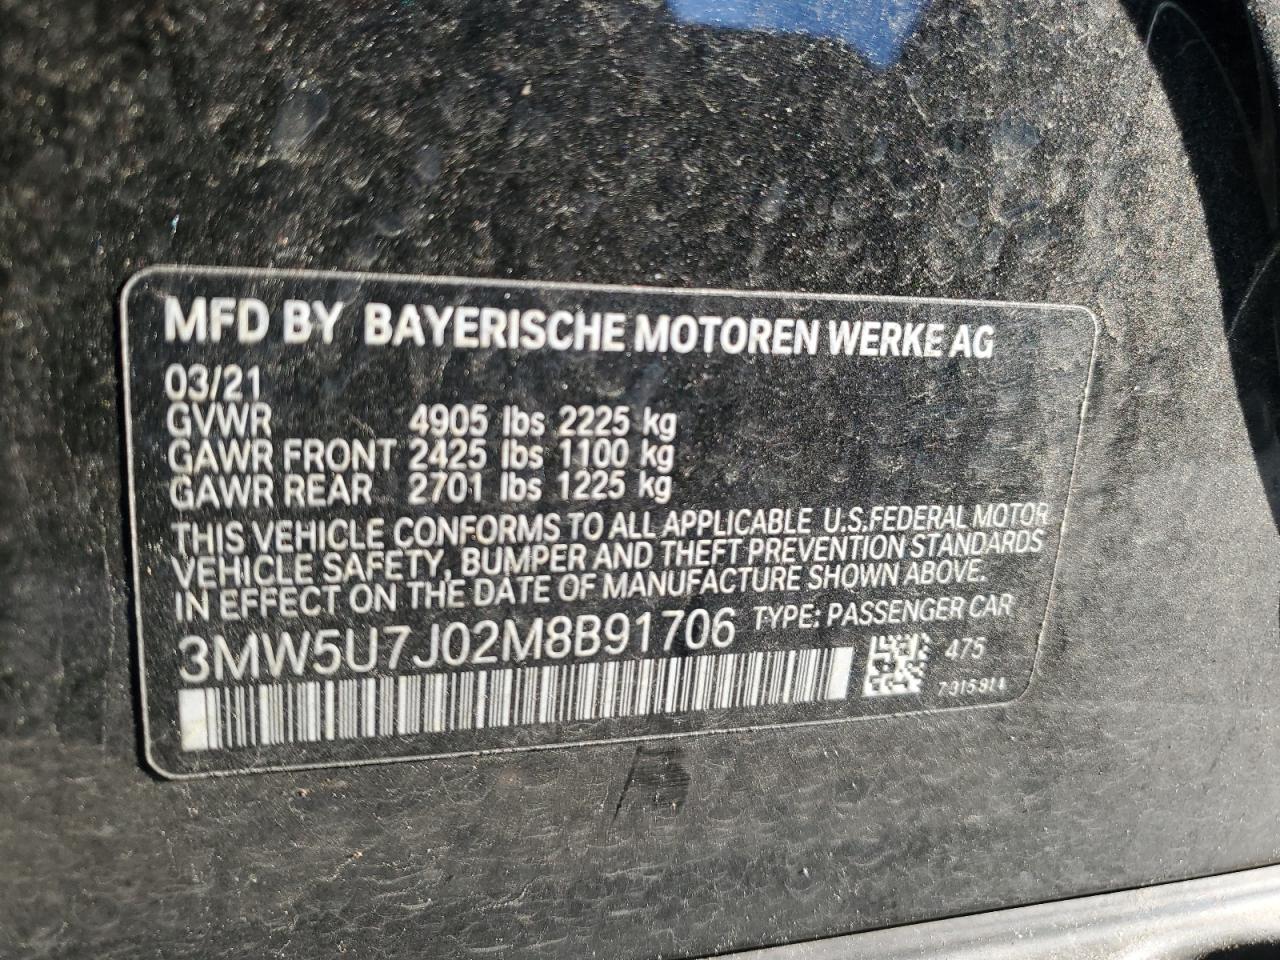 MFD BY BAYERISCHE MOTOREN WERKE AG
03/21
GVWR 4905 lbs 2225 kg
GAWR FRONT 2425 lbs 1100 kg
GAWR REAR 2701 lbs 1225 kg
THIS VEHICLE CONFORMS TO ALL APPLICABLE U.S.FEDERAL MOTOR
VEHICLE SAFETY, BUMPER AND THEFT PREVENTION STANDARDS
IN EFFECT ON THE DATE OF MANUFACTURE SHOWN ABOVE.
3MW5U7J02M8B91706 TYPE: PASSENGER CAR
475